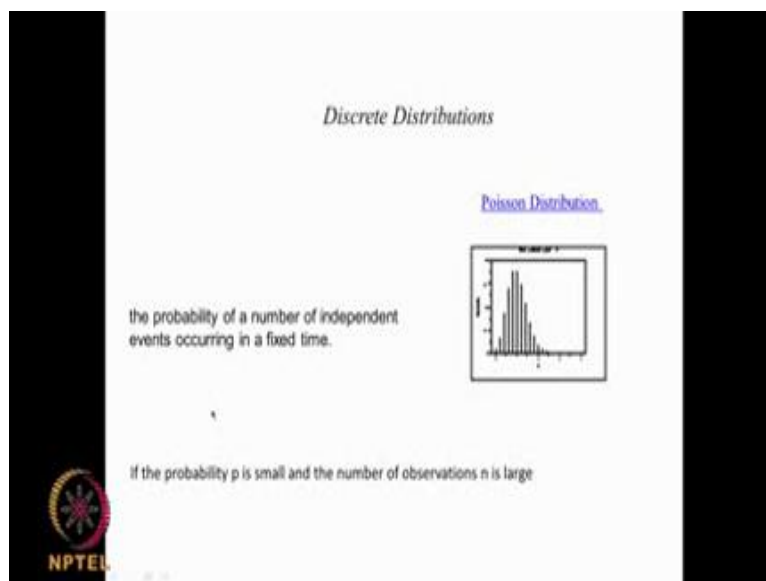 Discrete Distributions
Poisson Distribution
the probability of a number of independent
events occurring in a fixed time.
If the probability p is small and the number of observations n is large
NPTEL